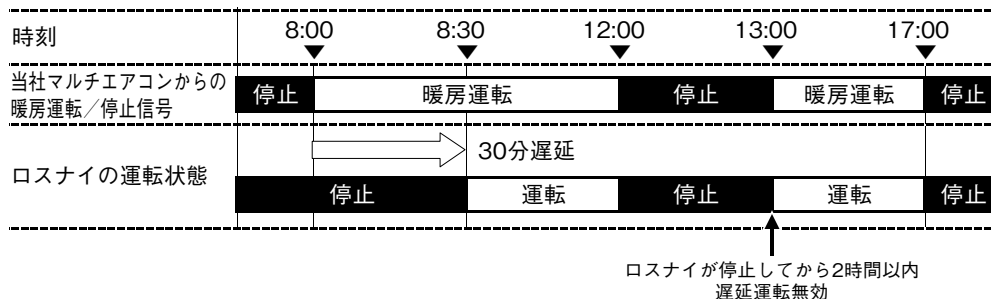 時刻
8:00 8:30 12:00 13:00 17:00
当社マルチエアコンからの
暖房運転／停止信号
停止 暖房運転 停止 暖房運転 停止
30分遅延
ロスナイの運転状態
停止 運転 停止 運転 停止
ロスナイが停止してから2時間以内
遅延運転無効